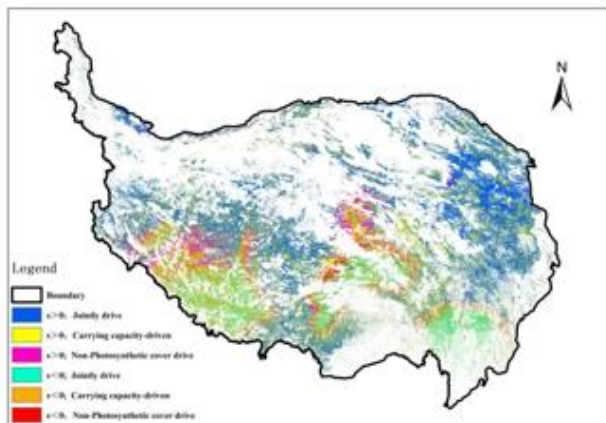 N
Legend
Boundary
s>0; Jointly drive
s>0; Carrying capacity-driven
s>0; Non-Photosynthetic cover drive
s<0; Jointly drive
s<0; Carrying capacity-driven
s<0; Non-Photosynthetic cover drive